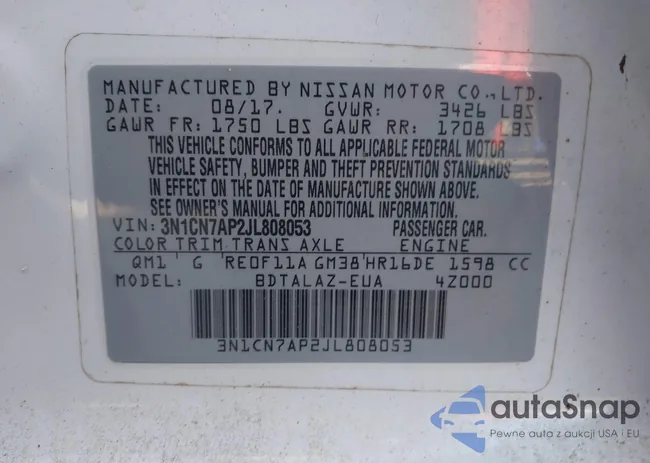 MANUFACTURED BY NISSAN MOTOR CO., LTD.
DATE: 08/17. GVWR: 3426 LBS
GAWR FR: 1750 LBS GAWR RR: 1708 LBS
THIS VEHICLE CONFORMS TO ALL APPLICABLE FEDERAL MOTOR
VEHICLE SAFETY, BUMPER AND THEFT PREVENTION STANDARDS
IN EFFECT ON THE DATE OF MANUFACTURE SHOWN ABOVE.
SEE OWNER'S MANUAL FOR ADDITIONAL INFORMATION.
VIN: 3N1CN7AP2JL808053 PASSENGER CAR.
COLOR TRIM TRANS AXLE ENGINE
QM1 G RE0F11A GM38 HR16DE 1598 CC
MODEL: BDTALAZ-EUA 4Z000
3N1CN7AP2JL808053
autoSnap
Pewne auta z aukcji USA i EU